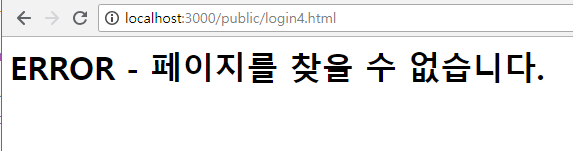 localhost:3000/public/login4.html
ERROR - 페이지를 찾을 수 없습니다.